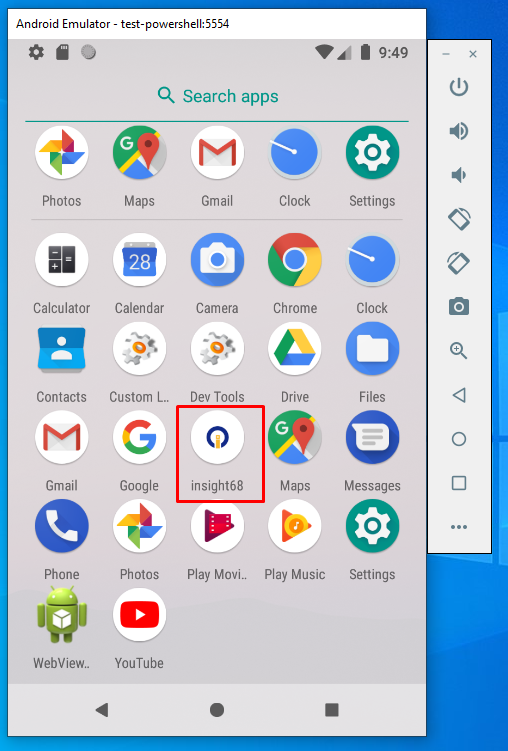 Android Emulator - test-powershell:5554
9:49
Search apps
Photos Maps Gmail Clock Settings
28
Calculator Calendar Camera Chrome Clock
Contacts Custom L.. Dev Tools Drive Files
Gmail Google insight68 Maps Messages
Phone Photos Play Movi.. Play Music Settings
WebView.. YouTube